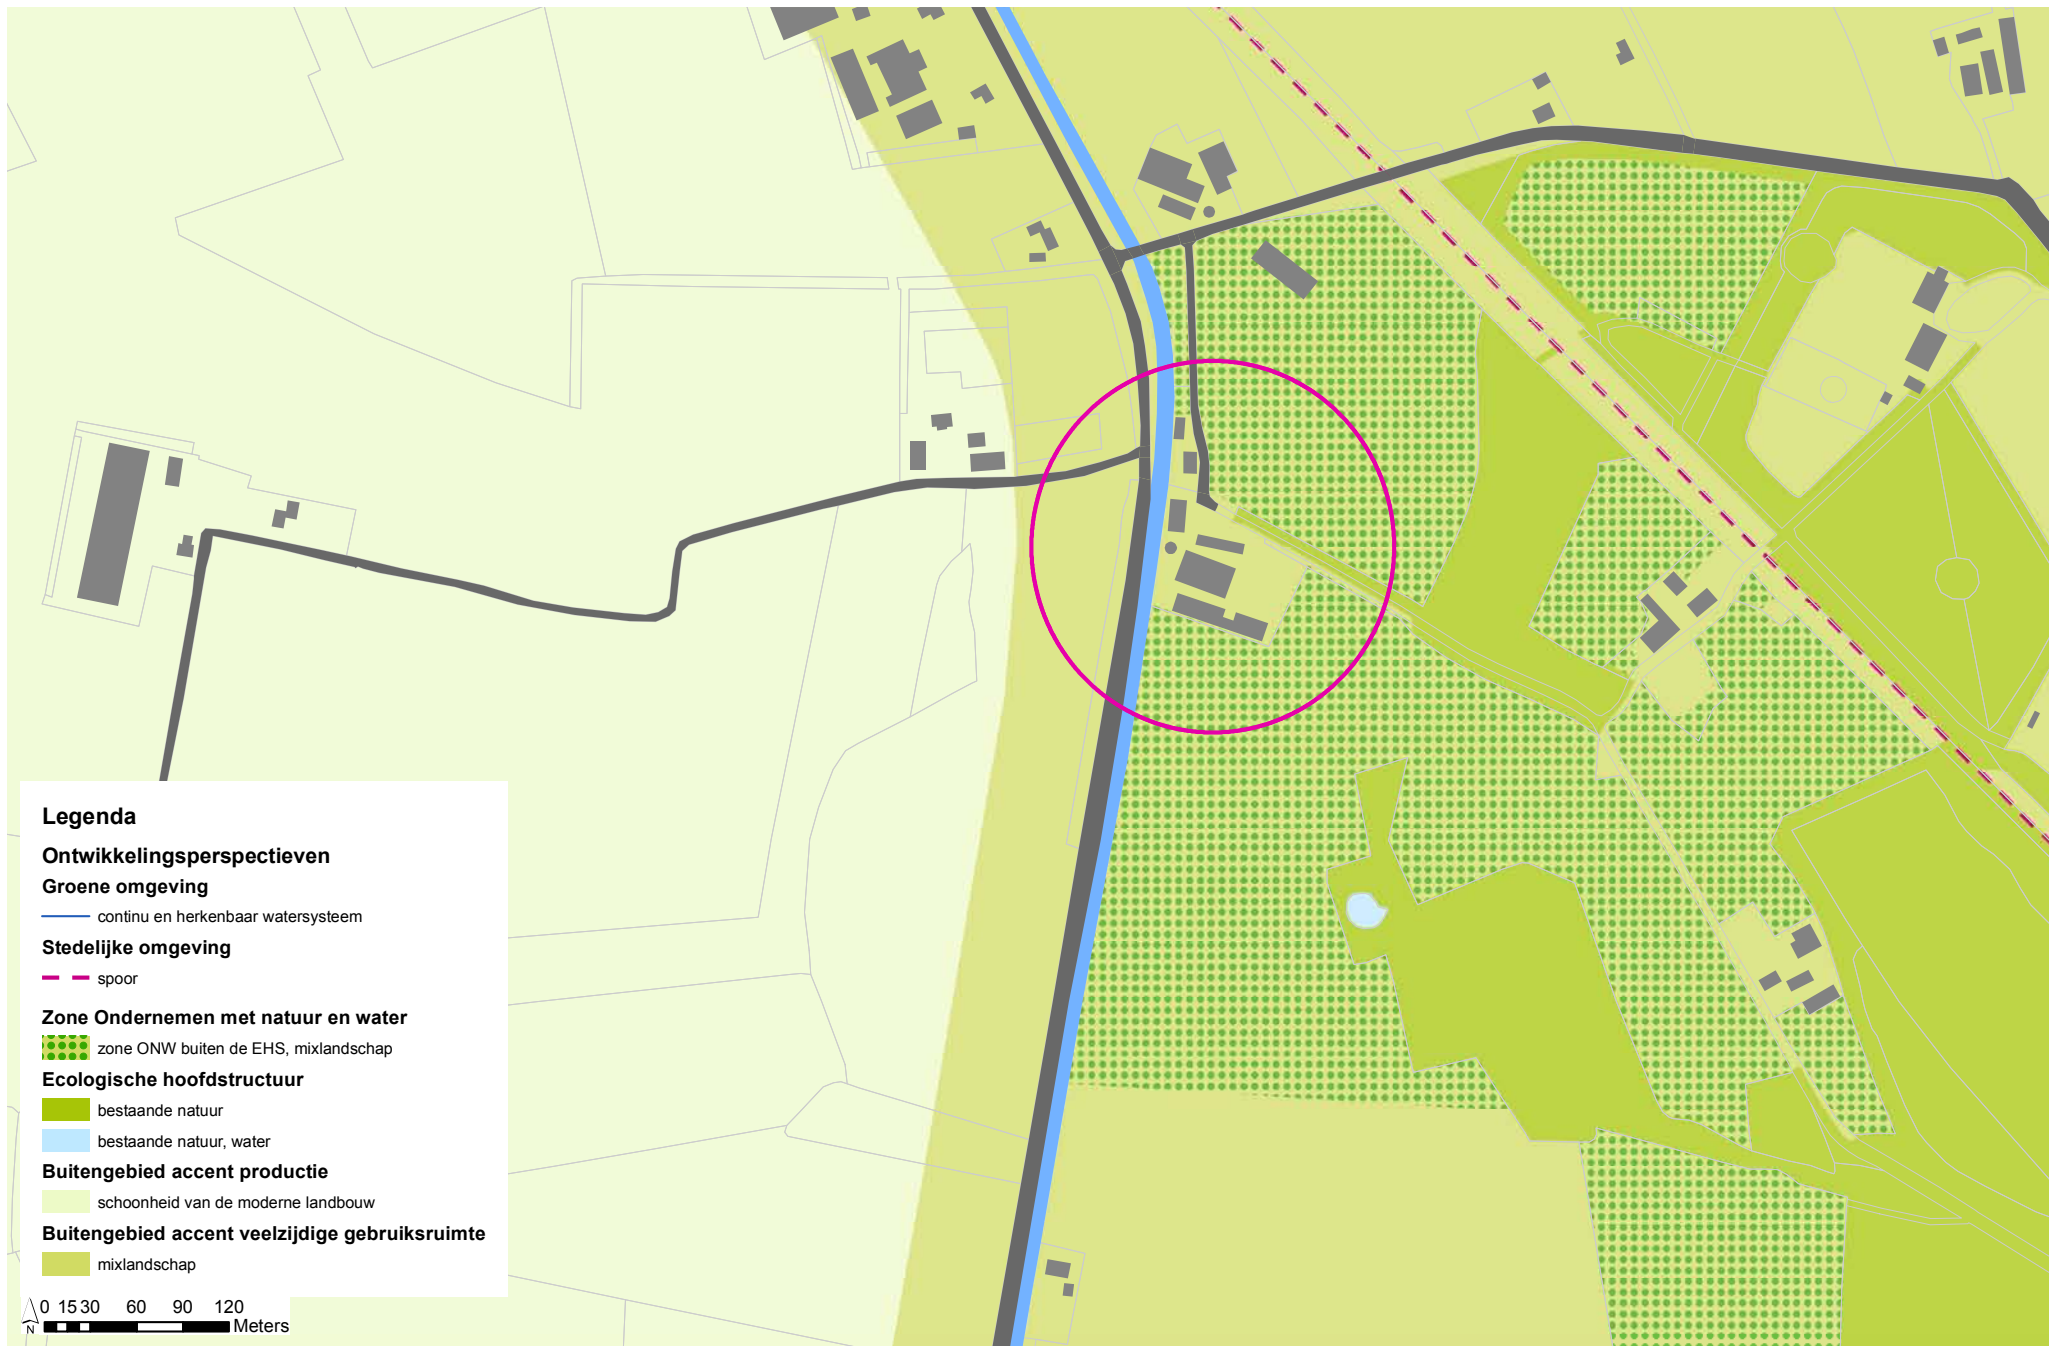 Legenda
Ontwikkelingsperspectieven
Groene omgeving
continu en herkenbaar watersysteem
Stedelijke omgeving
spoor
Zone Ondernemen met natuur en water
zone ONW buiten de EHS, mixlandschap
Ecologische hoofdstructuur
bestaande natuur
bestaande natuur, water
Buitengebied accent productie
schoonheid van de moderne landbouw
Buitengebied accent veelzijdige gebruiksruimte
mixlandschap
0 15 30 60 90 120
N Meters